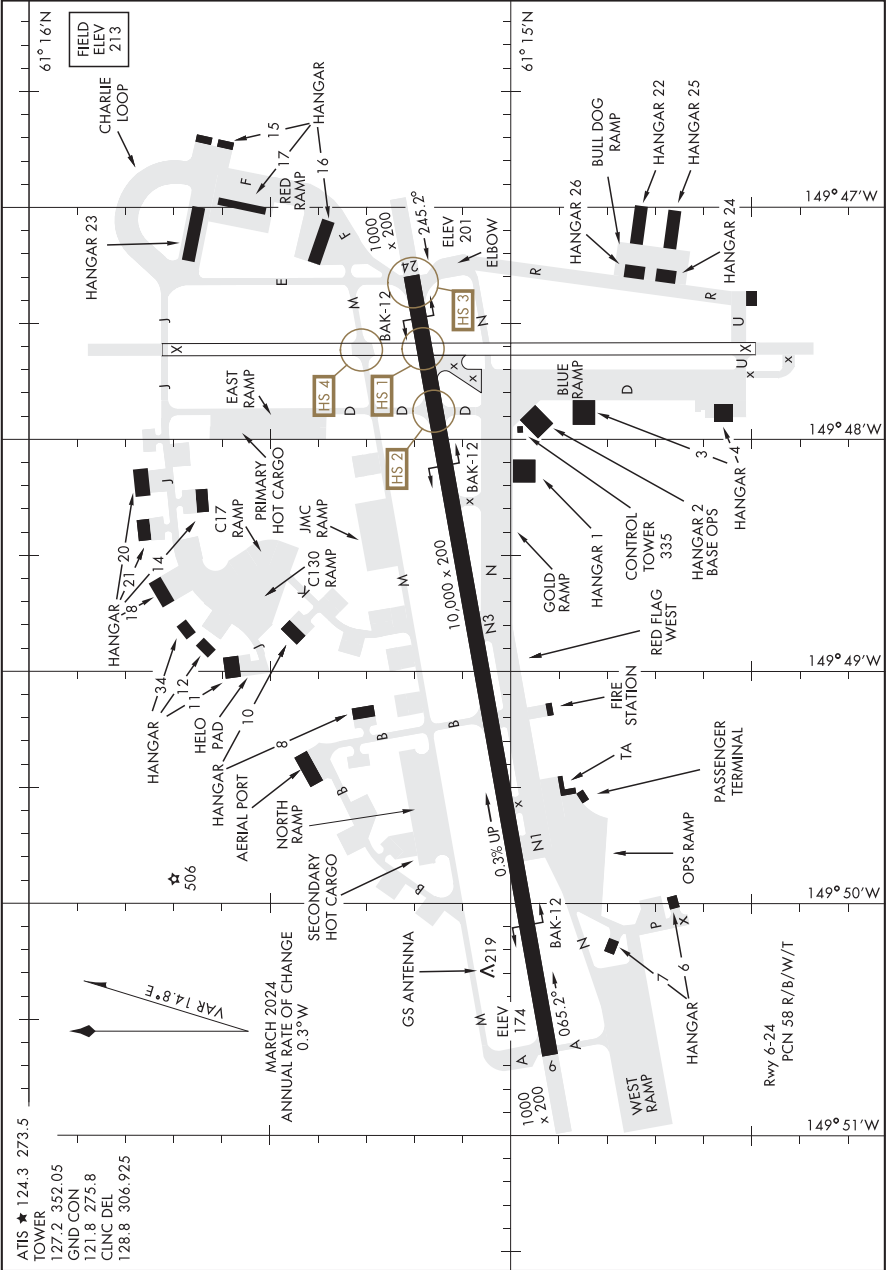 ATIS ★ 124.3 273.5
TOWER
127.2 352.05
GND CON
121.8 275.8
CLNC DEL
128.8 306.925
FIELD
ELEV
213
61°16'N
61°15'N
149°47'W
149°48'W
149°49'W
149°50'W
149°51'W
VAR 14.8°E
MARCH 2024
ANNUAL RATE OF CHANGE
0.3°W
506
CHARLIE
LOOP
HANGAR
15
17
16
F
RED
RAMP
F
HANGAR 23
E
J
X
J
M
1000
x 200
24
245.2°
ELEV
201
ELBOW
BAK-12
HS 3
HS 4
HS 1
HS 2
N
EAST
RAMP
D
D
D
PRIMARY
HOT CARGO
BAK-12
x
x
x
J
HANGAR
20
21
14
18
C17
RAMP
JMC
RAMP
C130
RAMP
K
M
HANGAR
34
12
11
HELO
PAD
J
HANGAR
10
8
AERIAL PORT
B
B
B
NORTH
RAMP
SECONDARY
HOT CARGO
B
GS ANTENNA
219
M
10,000 x 200
0.3% UP
N
N3
N1
x
BAK-12
ELEV
174
065.2°
A
A
6
1000
x 200
N
P
X
HANGAR
7
6
WEST
RAMP
OPS RAMP
Rwy 6-24
PCN 58 R/B/W/T
PASSENGER
TERMINAL
TA
FIRE
STATION
RED FLAG
WEST
GOLD
RAMP
HANGAR 1
CONTROL
TOWER
335
HANGAR 2
BASE OPS
HANGAR
3
4
BLUE
RAMP
D
U
X
U
x
x
R
R
HANGAR 26
BULL DOG
RAMP
HANGAR 22
HANGAR 25
HANGAR 24